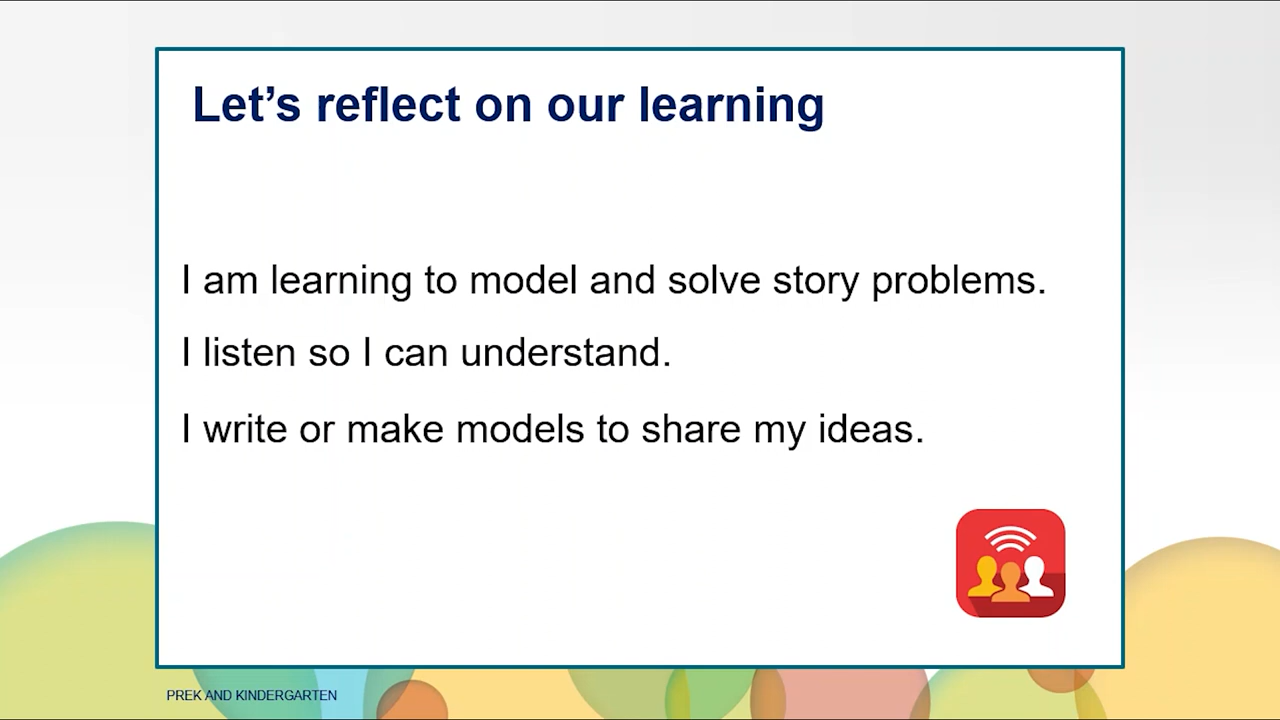 Let’s reflect on our learning
I am learning to model and solve story problems.
I listen so I can understand.
I write or make models to share my ideas.
PREK AND KINDERGARTEN